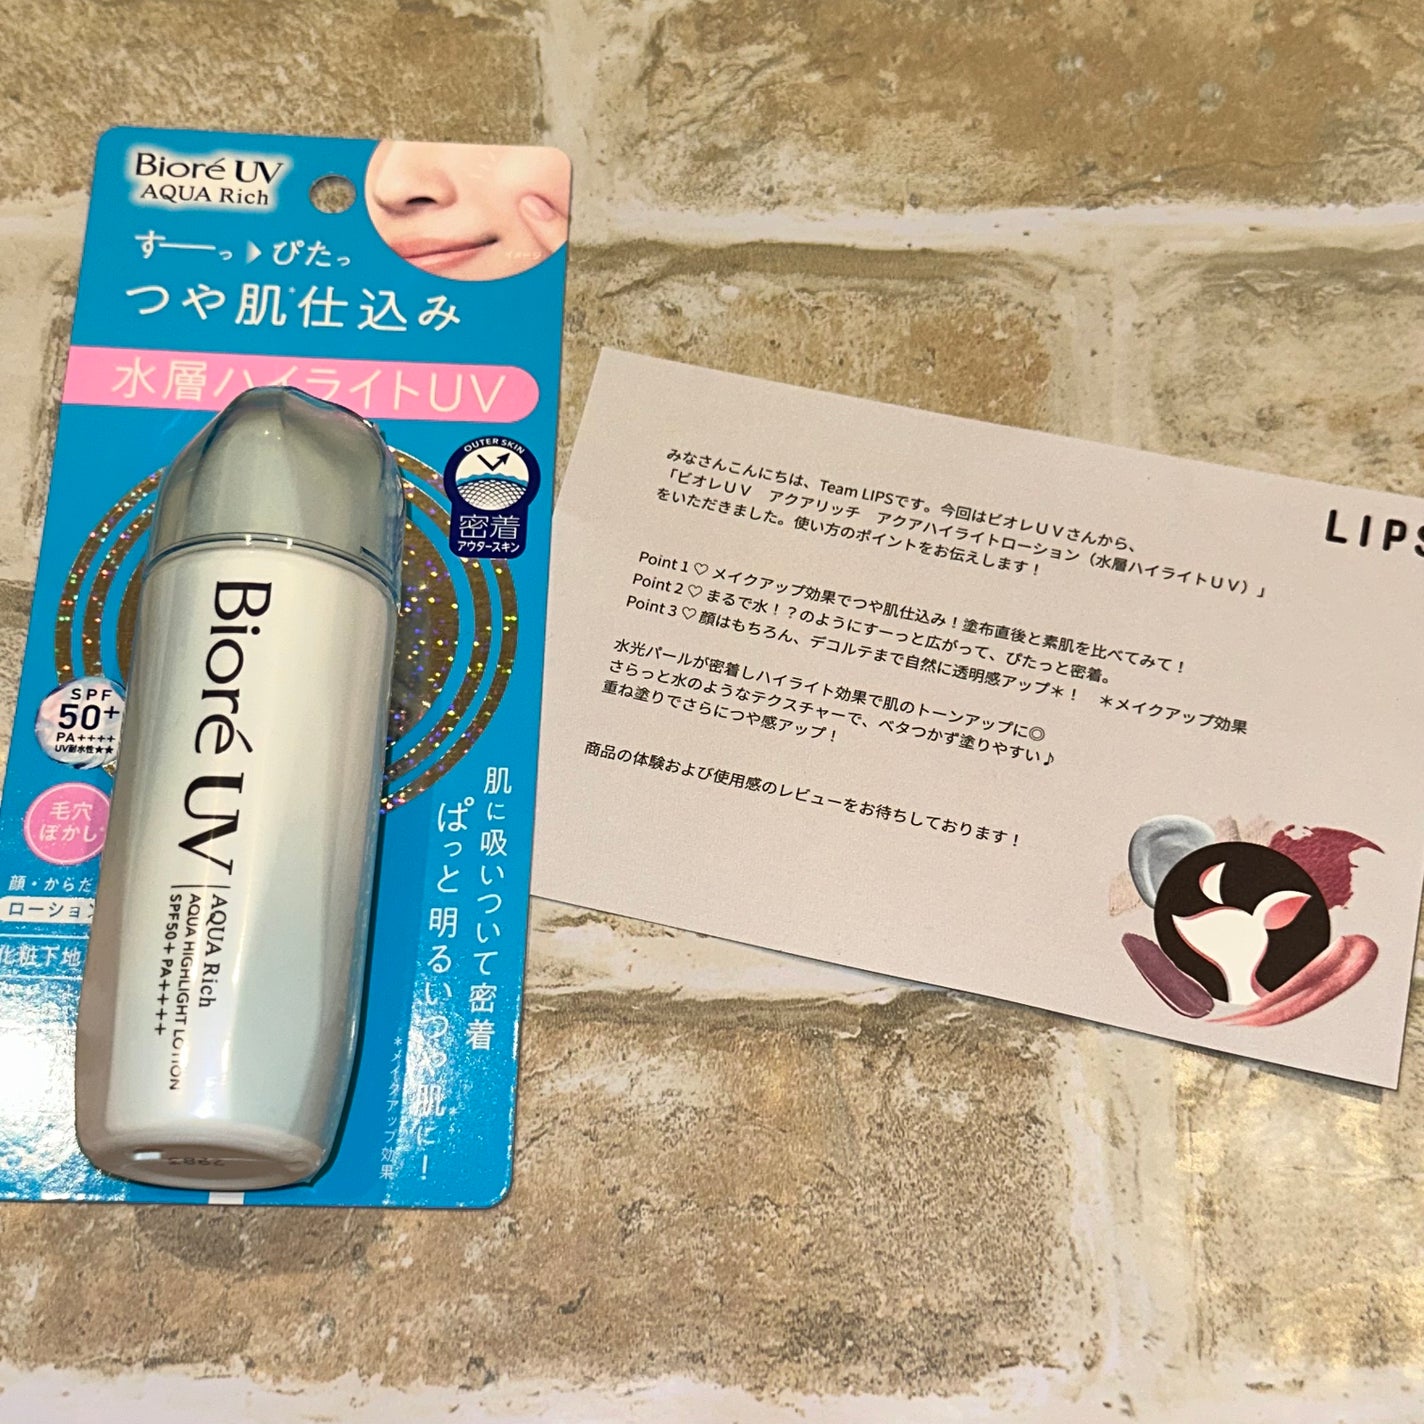 Bioré UV
AQUA Rich
すーーっ▶ぴたっ
つや肌*仕込み
水層ハイライトUV
OUTER SKIN
密着
アウタースキン
SPF
50+
PA++++
UV耐水性★★
毛穴
ぼかし*
顔・からだ
ローション
化粧下地
Bioré UV
AQUA Rich
AQUA HIGHLIGHT LOTION
SPF50+PA++++
肌に吸いついて密着
ぱっと明るいつや肌*に!
*メイクアップ効果
イメージ
LIPS
みなさんこんにちは、Team LIPSです。今回はビオレUVさんから、
「ビオレUV アクアリッチ アクアハイライトローション(水層ハイライトUV)」
をいただきました。使い方のポイントをお伝えします!
Point 1 ♡ メイクアップ効果でつや肌仕込み!塗布直後と素肌を比べてみて!
Point 2 ♡ まるで水!?のようにすーっと広がって、ぴたっと密着。
Point 3 ♡ 顔はもちろん、デコルテまで自然に透明感アップ*! *メイクアップ効果
水光パールが密着しハイライト効果で肌のトーンアップに◎
さらっと水のようなテクスチャーで、ベタつかず塗りやすい♪
重ね塗りでさらにつや感アップ!
商品の体験および使用感のレビューをお待ちしております!